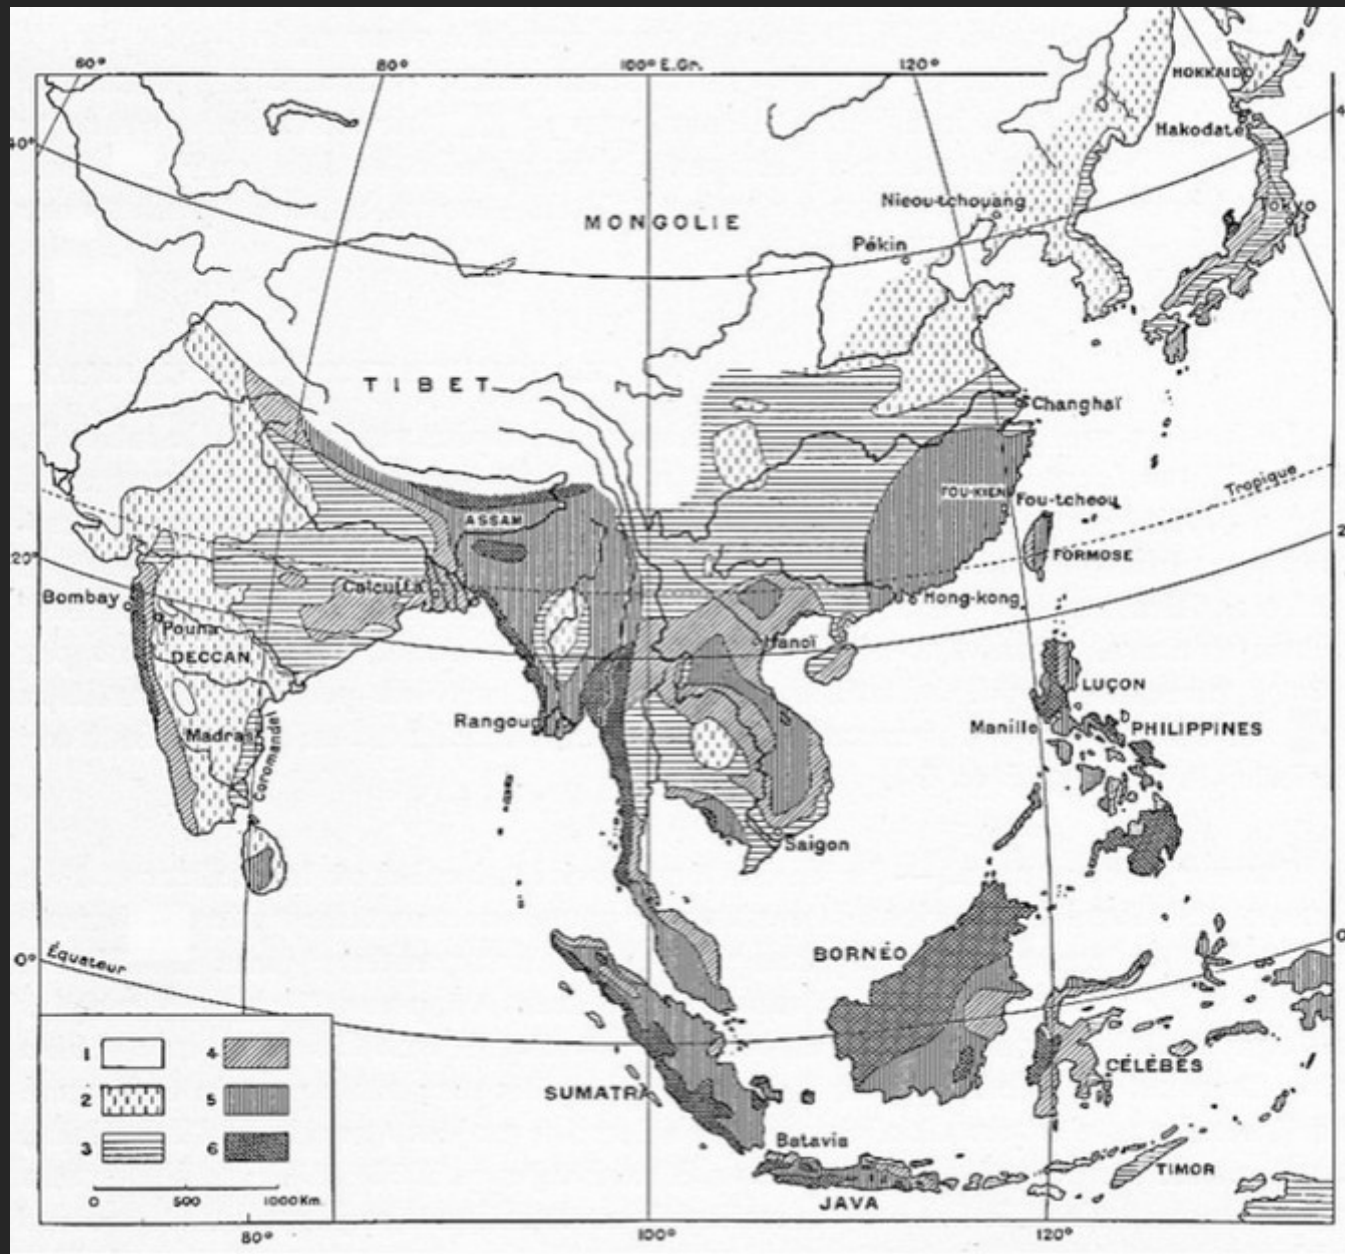 60°
80°
100° E.Gr.
120°
HOKKAIDO
40°
4
Hakodate
Nieou-tchouang
Tokyo
MONGOLIE
Pékin
TIBET
Changhaï
Tropique
FOU-KIEN
Fou-tcheou
ASSAM
20°
2
FORMOSE
Calcutta
Bombay
Hong-kong
Pouna
Hanoï
DECCAN
LUÇON
Rangoun
Manille
PHILIPPINES
Madras
Coromandel
Saigon
BORNÉO
0°
Équateur
0
1
4
2
5
3
6
0 500 1000 Km.
CÉLÈBES
SUMATRA
Batavia
TIMOR
JAVA
80°
100°
120°